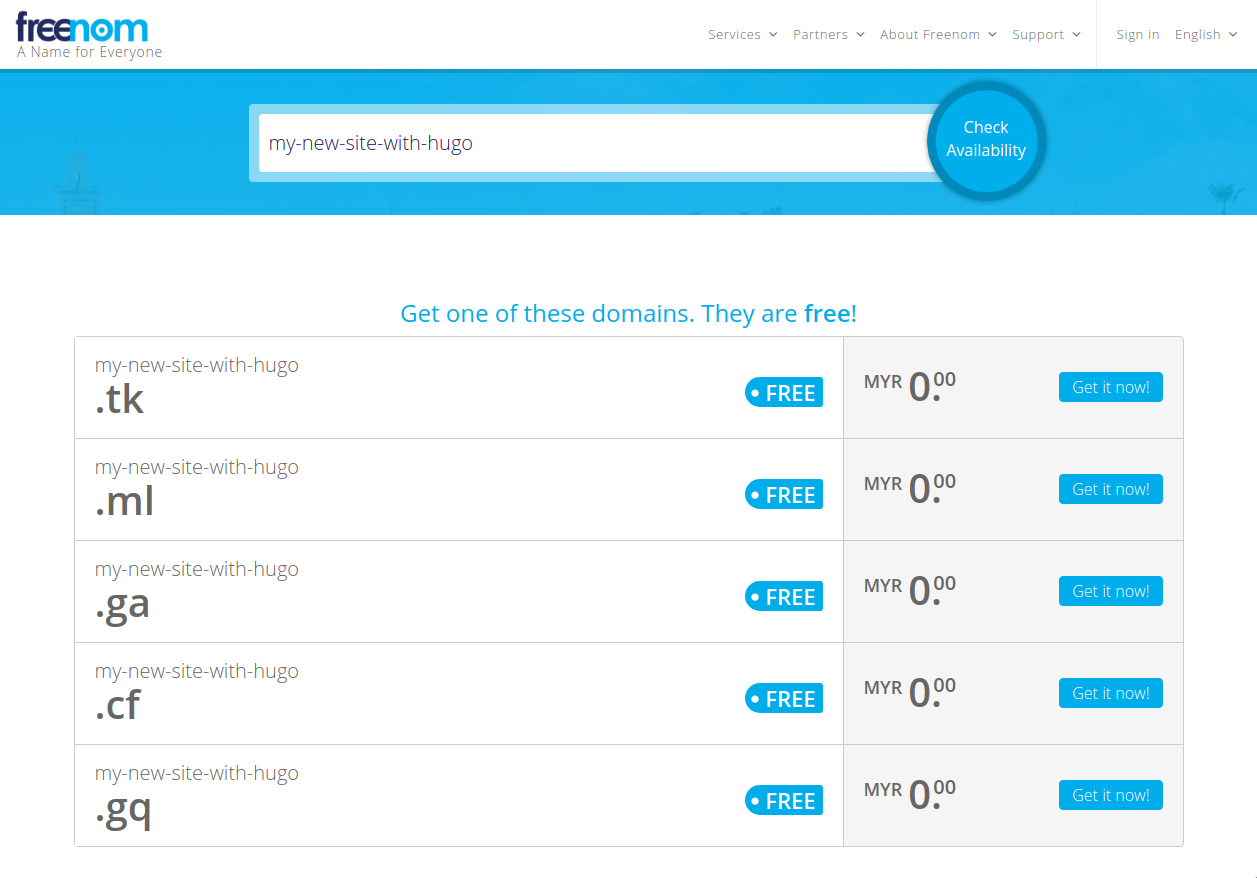 freenom
A Name for Everyone
Services Partners About Freenom Support Sign in English
my-new-site-with-hugo
Check
Availability
Get one of these domains. They are free!
my-new-site-with-hugo
.tk
FREE
MYR 0.00
Get it now!
my-new-site-with-hugo
.ml
FREE
MYR 0.00
Get it now!
my-new-site-with-hugo
.ga
FREE
MYR 0.00
Get it now!
my-new-site-with-hugo
.cf
FREE
MYR 0.00
Get it now!
my-new-site-with-hugo
.gq
FREE
MYR 0.00
Get it now!